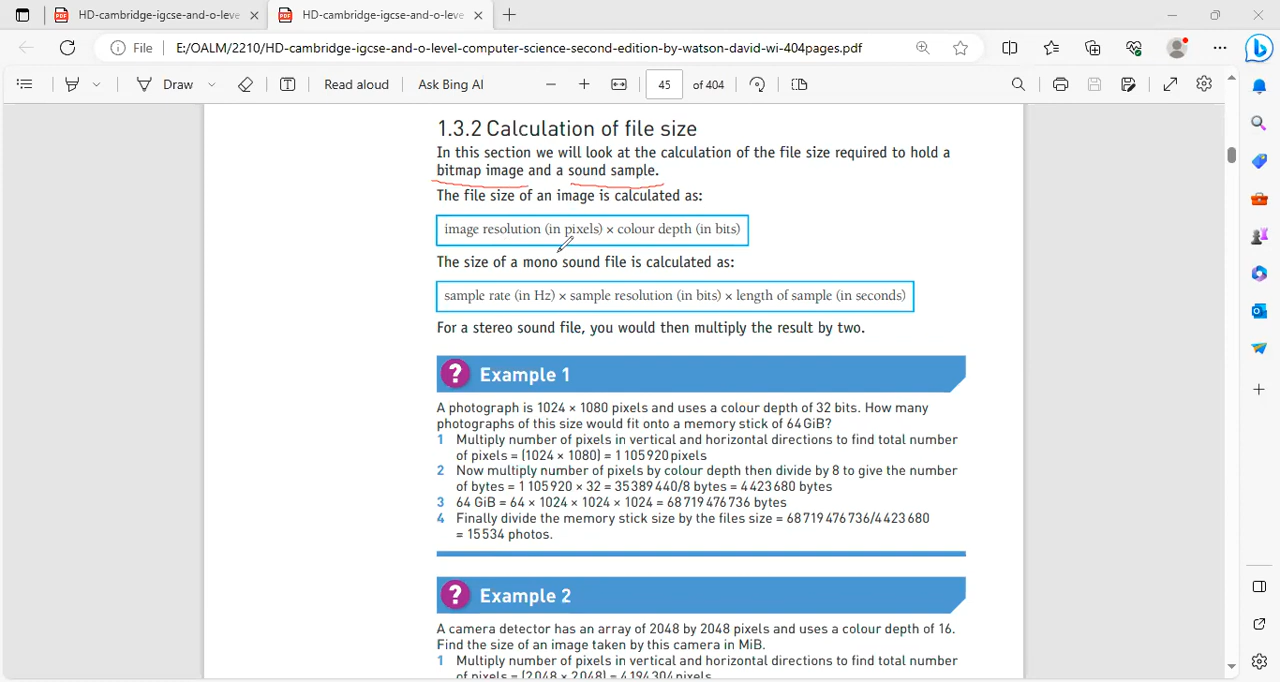 HD-cambridge-igcse-and-o-leve
HD-cambridge-igcse-and-o-leve
File
E:/OALM/2210/HD-cambridge-igcse-and-o-level-computer-science-second-edition-by-watson-david-wi-404pages.pdf
Draw
Read aloud
Ask Bing AI
45 of 404
1.3.2 Calculation of file size
In this section we will look at the calculation of the file size required to hold a
bitmap image and a sound sample.
The file size of an image is calculated as:
image resolution (in pixels) × colour depth (in bits)
The size of a mono sound file is calculated as:
sample rate (in Hz) × sample resolution (in bits) × length of sample (in seconds)
For a stereo sound file, you would then multiply the result by two.
? Example 1
A photograph is 1024 × 1080 pixels and uses a colour depth of 32 bits. How many
photographs of this size would fit onto a memory stick of 64 GiB?
1 Multiply number of pixels in vertical and horizontal directions to find total number
of pixels = (1024 × 1080) = 1 105 920 pixels
2 Now multiply number of pixels by colour depth then divide by 8 to give the number
of bytes = 1 105 920 × 32 = 35 389 440/8 bytes = 4 423 680 bytes
3 64 GiB = 64 × 1024 × 1024 × 1024 = 68 719 476 736 bytes
4 Finally divide the memory stick size by the files size = 68 719 476 736/4 423 680
= 15 534 photos.
? Example 2
A camera detector has an array of 2048 by 2048 pixels and uses a colour depth of 16.
Find the size of an image taken by this camera in MiB.
1 Multiply number of pixels in vertical and horizontal directions to find total number
of pixels = (2 048 × 2 048) = 4 194 304 pixels